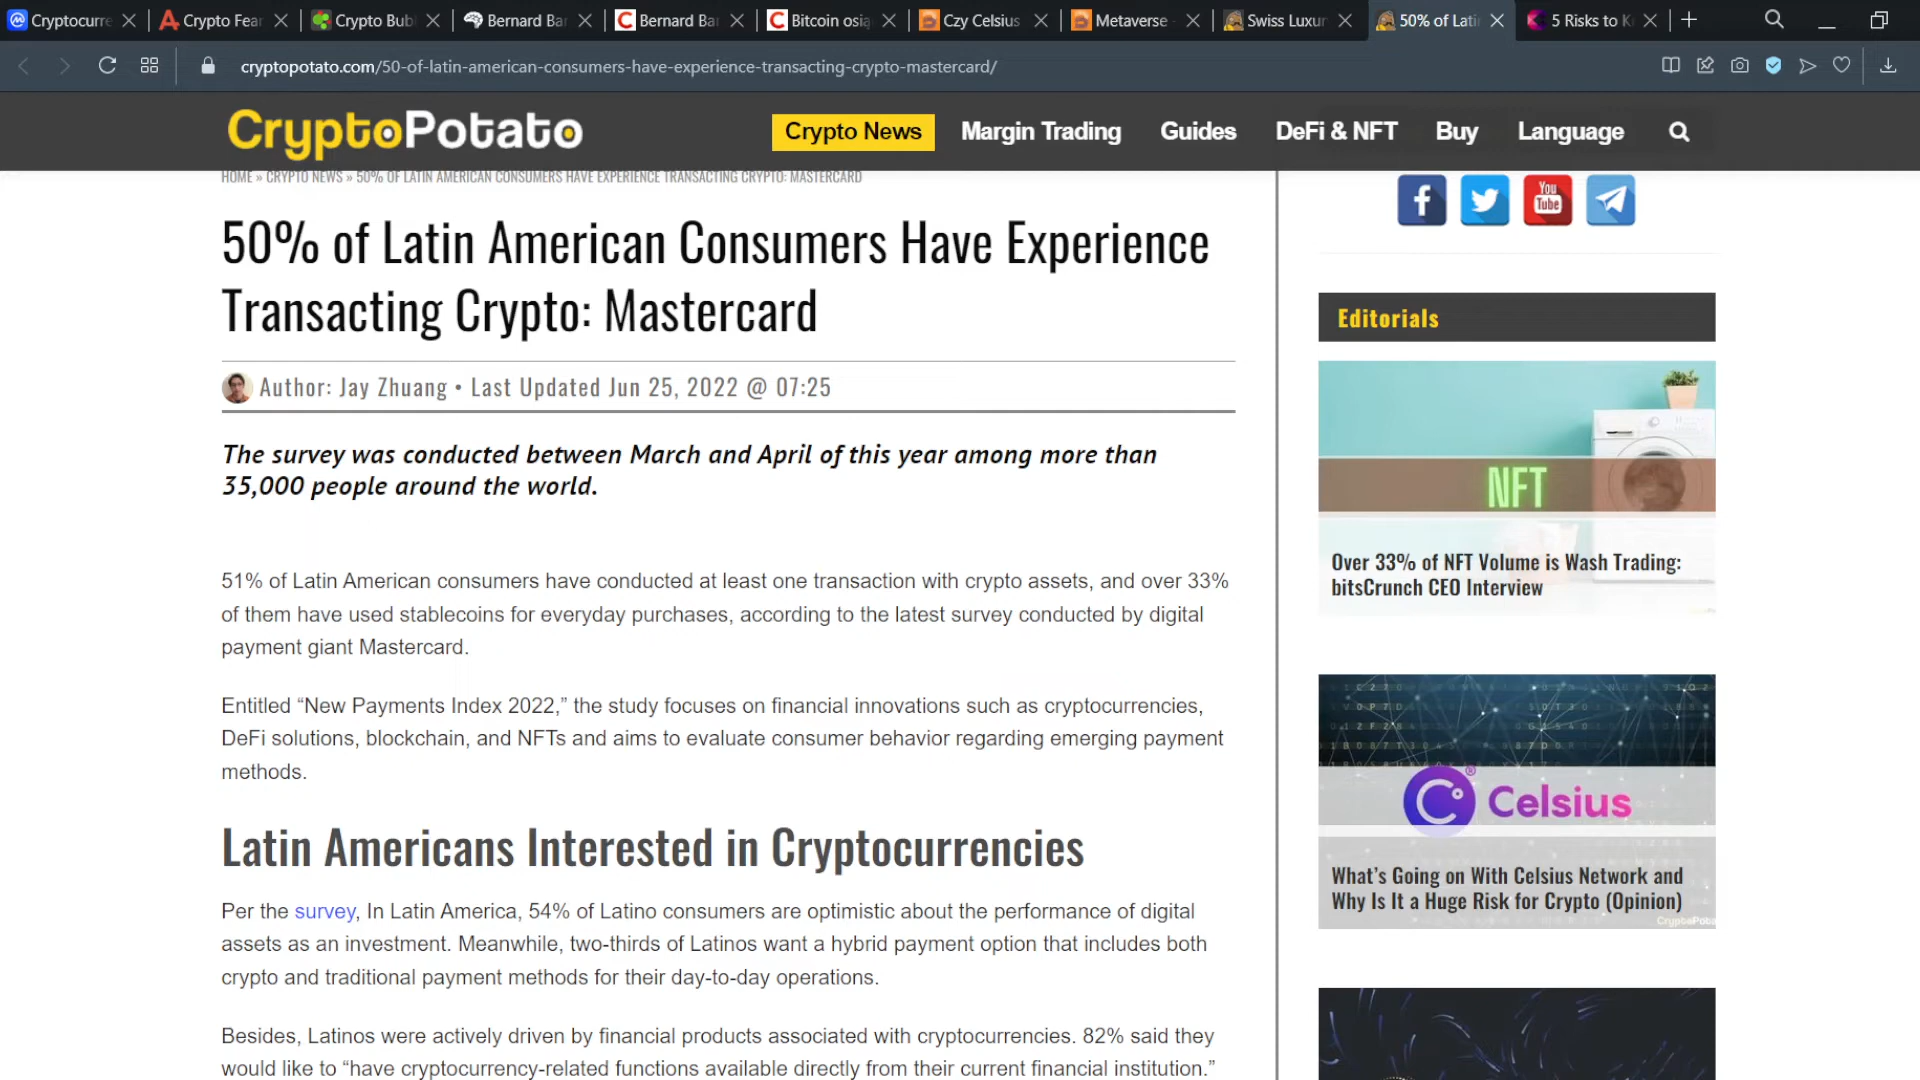 Cryptocurre
Crypto Fear
Crypto Bub
Bernard Bar
Bernard Bar
Bitcoin osią
Czy Celsius
Metaverse
Swiss Luxur
50% of Lati
5 Risks to K
cryptopotato.com/50-of-latin-american-consumers-have-experience-transacting-crypto-mastercard/
CryptoPotato
Crypto News
Margin Trading
Guides
DeFi & NFT
Buy
Language
HOME » CRYPTO NEWS » 50% OF LATIN AMERICAN CONSUMERS HAVE EXPERIENCE TRANSACTING CRYPTO: MASTERCARD
50% of Latin American Consumers Have Experience
Transacting Crypto: Mastercard
Author: Jay Zhuang • Last Updated Jun 25, 2022 @ 07:25
The survey was conducted between March and April of this year among more than
35,000 people around the world.
51% of Latin American consumers have conducted at least one transaction with crypto assets, and over 33%
of them have used stablecoins for everyday purchases, according to the latest survey conducted by digital
payment giant Mastercard.
Entitled “New Payments Index 2022,” the study focuses on financial innovations such as cryptocurrencies,
DeFi solutions, blockchain, and NFTs and aims to evaluate consumer behavior regarding emerging payment
methods.
Latin Americans Interested in Cryptocurrencies
Per the survey, In Latin America, 54% of Latino consumers are optimistic about the performance of digital
assets as an investment. Meanwhile, two-thirds of Latinos want a hybrid payment option that includes both
crypto and traditional payment methods for their day-to-day operations.
Besides, Latinos were actively driven by financial products associated with cryptocurrencies. 82% said they
would like to “have cryptocurrency-related functions available directly from their current financial institution.”
You
Tube
Editorials
NFT
Over 33% of NFT Volume is Wash Trading:
bitsCrunch CEO Interview
Celsius
What’s Going on With Celsius Network and
Why Is It a Huge Risk for Crypto (Opinion)
CryptoPota